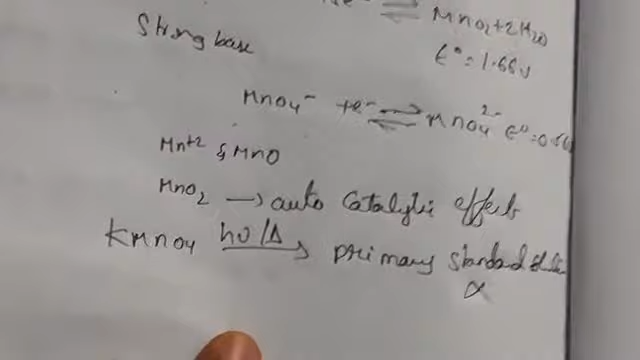 ⇌ MnO₂+2H₂O
Strong base E° = 1.68V
MnO₄⁻ +e⁻ ⇌ MnO₄²⁻ E°=0.56
Mn⁺² & MnO
MnO₂ → auto Catalytic effect
KMnO₄ hν/Δ → Primary Standard